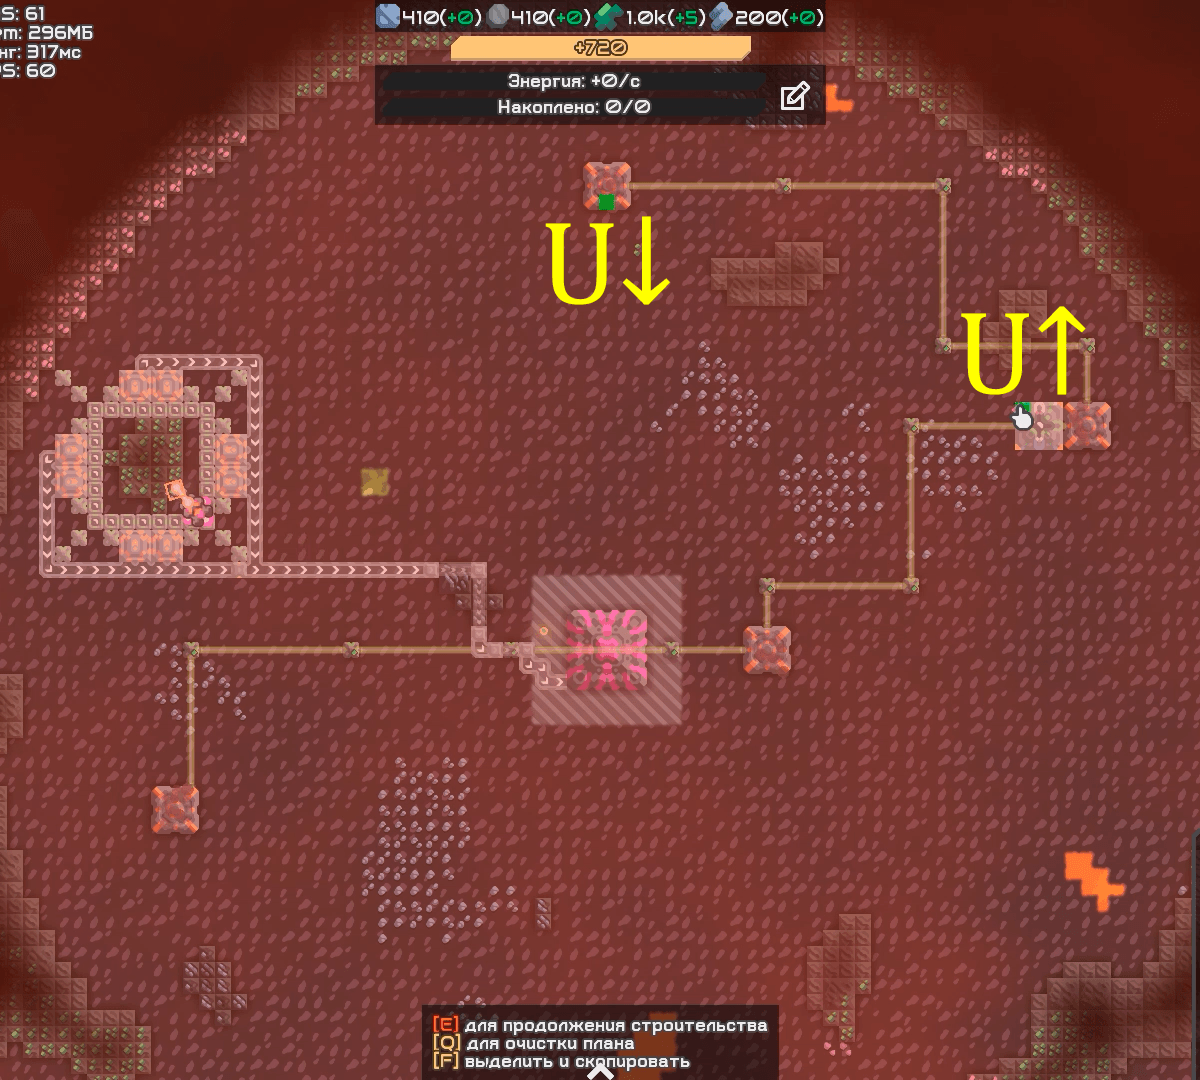 S: 61
m: 296МБ
нг: 317мс
S: 60
410(+0) 410(+0) 1.0k(+5) 200(+0)
+720
Энергия: +0/с
Накоплено: 0/0
U↓
U↑
[E] для продолжения строительства
[Q] для очистки плана
[F] выделить и скопировать